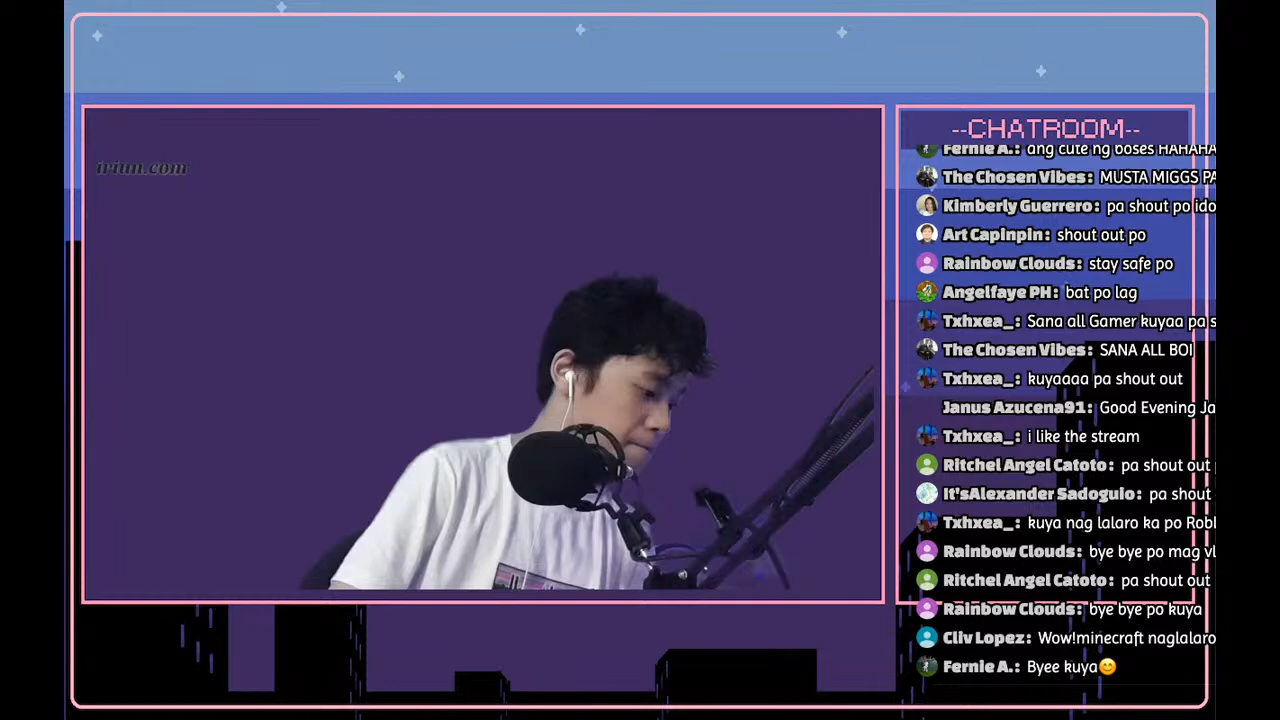 --CHATROOM--
iriun.com
Fernie A.: ang cute ng boses HAHAHA
The Chosen Vibes: MUSTA MIGGS PA
Kimberly Guerrero: pa shout po ido
Art Capinpin: shout out po
Rainbow Clouds: stay safe po
Angelfaye PH: bat po lag
Txhxea_: Sana all Gamer kuyaa pa s
The Chosen Vibes: SANA ALL BOI
Txhxea_: kuyaaaa pa shout out
Janus Azucena91: Good Evening Ja
Txhxea_: i like the stream
Ritchel Angel Catoto: pa shout out
It'sAlexander Sadoguio: pa shout
Txhxea_: kuya nag lalaro ka po Robl
Rainbow Clouds: bye bye po mag vl
Ritchel Angel Catoto: pa shout out
Rainbow Clouds: bye bye po kuya
Cliv Lopez: Wow!minecraft naglalaro
Fernie A.: Byee kuya😊